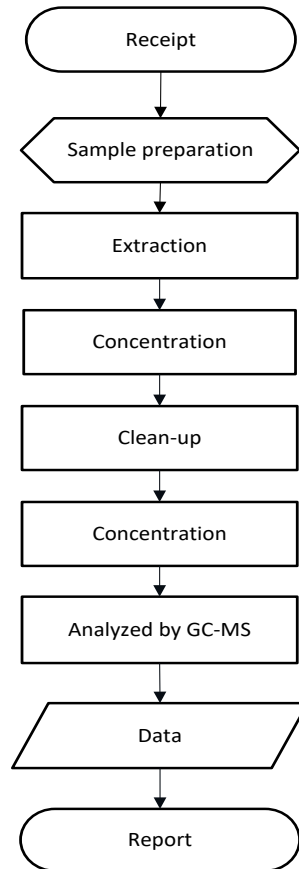 Receipt
Sample preparation
Extraction
Concentration
Clean-up
Concentration
Analyzed by GC-MS
Data
Report